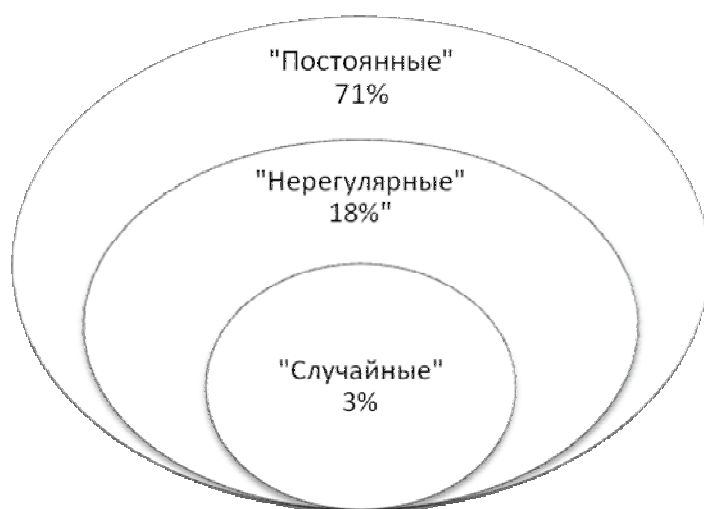 "Постоянные"
71%
"Нерегулярные"
18%"
"Случайные"
3%